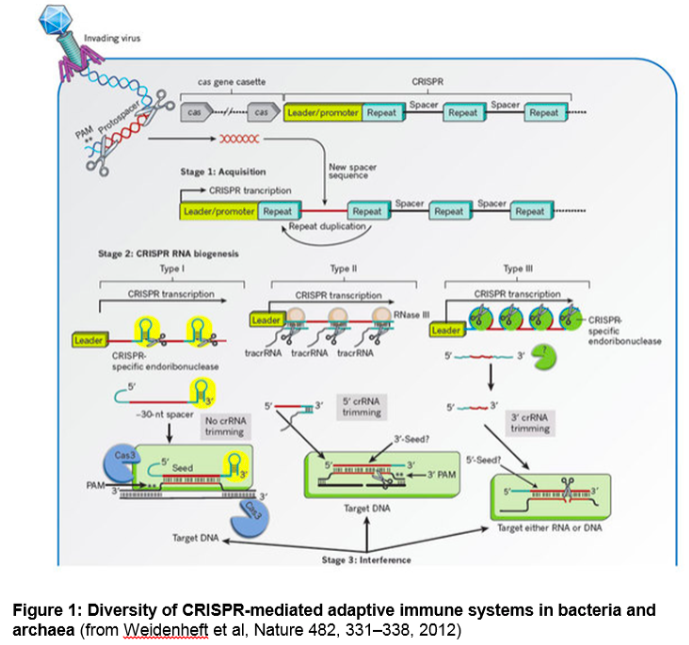 Invading virus
cas gene casette
CRISPR
PAM
**
Protospacer
cas
cas
Leader/promoter
Repeat
Spacer
Repeat
Spacer
Repeat
Stage 1: Acquisition
New spacer
sequence
CRISPR trancription
Leader/promoter
Repeat
Repeat
Spacer
Repeat
Spacer
Repeat
Repeat duplication
Stage 2: CRISPR RNA biogenesis
Type I
Type II
Type III
CRISPR transcription
CRISPR transcription
CRISPR transcription
Leader
Leader
RNase III
Leader
CRISPR-
specific
endoribonuclease
CRISPR-
specific endoribonuclease
tracrRNA
tracrRNA
tracrRNA
5'
3'
5'
3'
~30-nt spacer
No crRNA
trimming
5'
3'
5' crRNA
trimming
5'
3'
3' crRNA
trimming
Cas3
5'
Seed
3'
PAM
**
3'
3'
Cas3
Target DNA
3'-Seed?
5'
3'
**
3' PAM
Target DNA
5'-Seed?
5'
3'
Target either RNA or DNA
Stage 3: Interference
Figure 1: Diversity of CRISPR-mediated adaptive immune systems in bacteria and
archaea (from Weidenheft et al, Nature 482, 331–338, 2012)